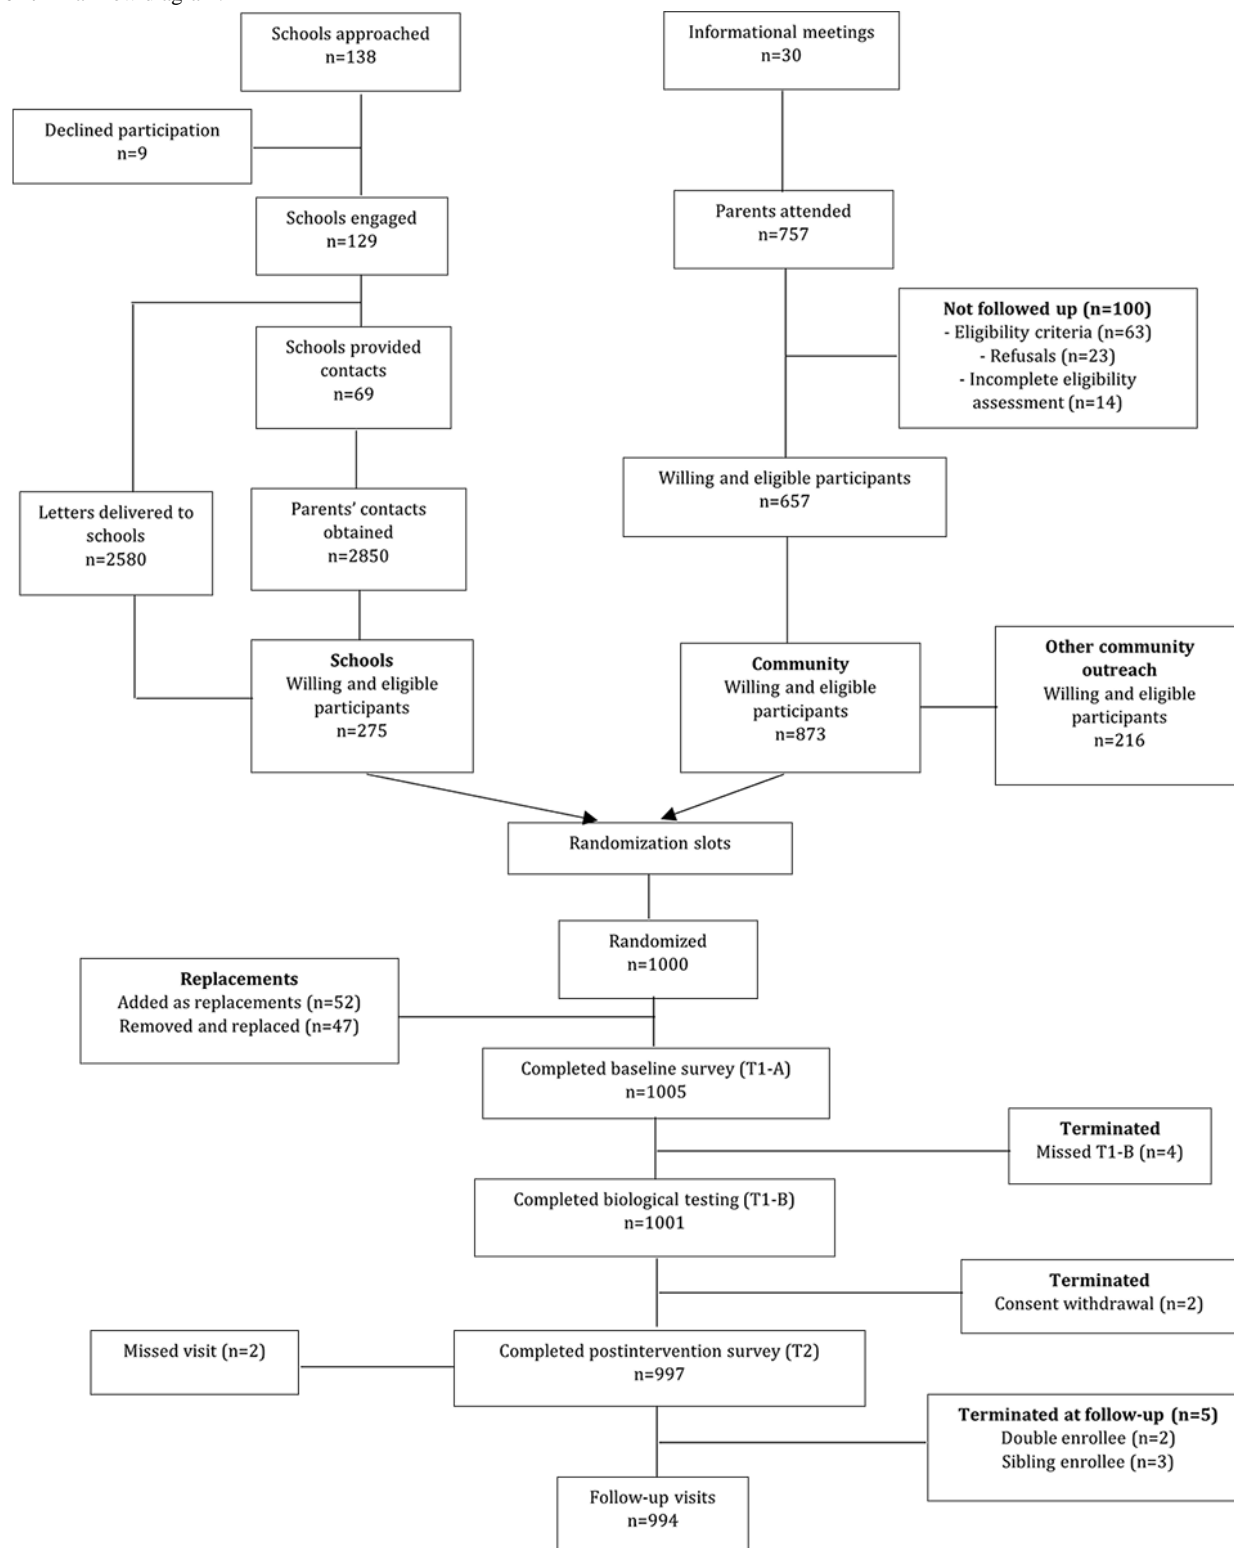 Schools approached
n=138
Informational meetings
n=30
Declined participation
n=9
Schools engaged
n=129
Parents attended
n=757
Not followed up (n=100)
- Eligibility criteria (n=63)
- Refusals (n=23)
- Incomplete eligibility
assessment (n=14)
Schools provided
contacts
n=69
Willing and eligible participants
n=657
Letters delivered to
schools
n=2580
Parents' contacts
obtained
n=2850
Schools
Willing and eligible
participants
n=275
Community
Willing and eligible
participants
n=873
Other community
outreach
Willing and eligible
participants
n=216
Randomization slots
Randomized
n=1000
Replacements
Added as replacements (n=52)
Removed and replaced (n=47)
Completed baseline survey (T1-A)
n=1005
Terminated
Missed T1-B (n=4)
Completed biological testing (T1-B)
n=1001
Terminated
Consent withdrawal (n=2)
Missed visit (n=2)
Completed postintervention survey (T2)
n=997
Terminated at follow-up (n=5)
Double enrollee (n=2)
Sibling enrollee (n=3)
Follow-up visits
n=994